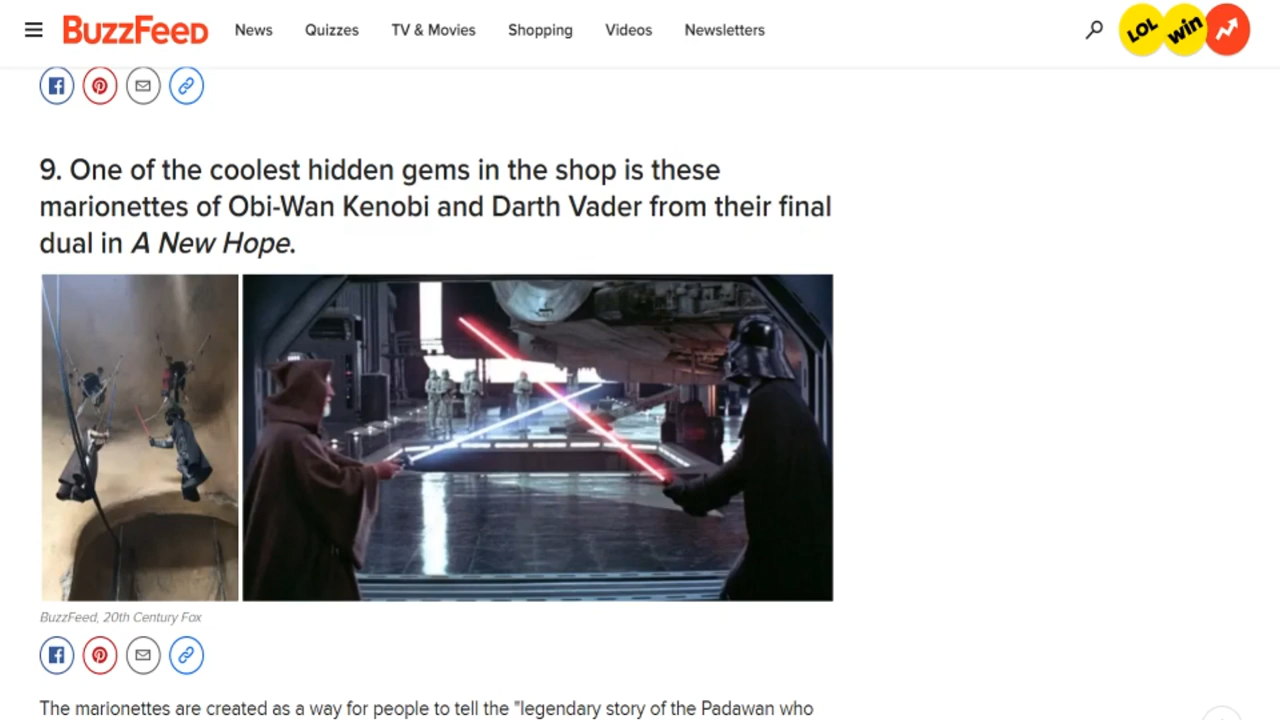 BuzzFeed News Quizzes TV & Movies Shopping Videos Newsletters LOL win
9. One of the coolest hidden gems in the shop is these
marionettes of Obi-Wan Kenobi and Darth Vader from their final
dual in A New Hope.
BuzzFeed, 20th Century Fox
The marionettes are created as a way for people to tell the "legendary story of the Padawan who